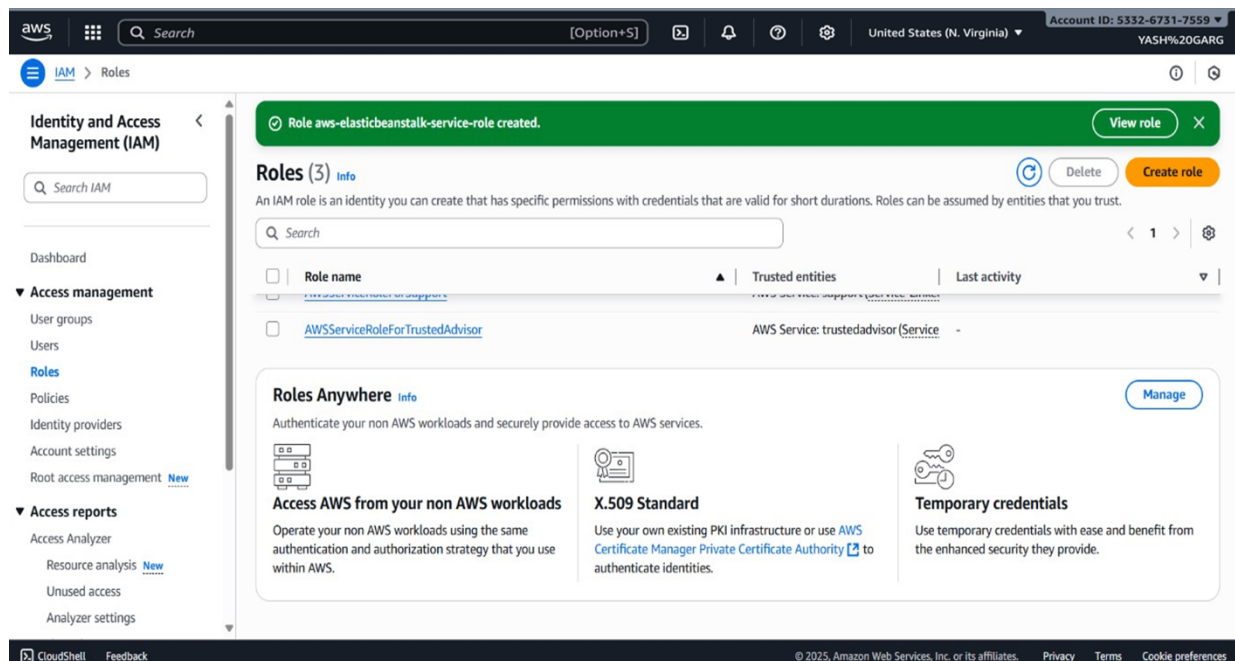 aws
Search [Option+S]
United States (N. Virginia) ▼
Account ID: 5332-6731-7559 ▼
YASH%20GARG
IAM > Roles
Identity and Access
Management (IAM)
Search IAM
Dashboard
Access management
User groups
Users
Roles
Policies
Identity providers
Account settings
Root access management New
Access reports
Access Analyzer
Resource analysis New
Unused access
Analyzer settings
Role aws-elasticbeanstalk-service-role created.
View role
Roles (3) Info
Delete
Create role
An IAM role is an identity you can create that has specific permissions with credentials that are valid for short durations. Roles can be assumed by entities that you trust.
Search
1
Role name
Trusted entities
Last activity
AWSServiceRoleForSupport AWS Service: support (Service-Linked
AWSServiceRoleForTrustedAdvisor AWS Service: trustedadvisor (Service -
Roles Anywhere Info
Manage
Authenticate your non AWS workloads and securely provide access to AWS services.
Access AWS from your non AWS workloads
Operate your non AWS workloads using the same
authentication and authorization strategy that you use
within AWS.
X.509 Standard
Use your own existing PKI infrastructure or use AWS
Certificate Manager Private Certificate Authority to
authenticate identities.
Temporary credentials
Use temporary credentials with ease and benefit from
the enhanced security they provide.
CloudShell Feedback
© 2025, Amazon Web Services, Inc. or its affiliates. Privacy Terms Cookie preferences